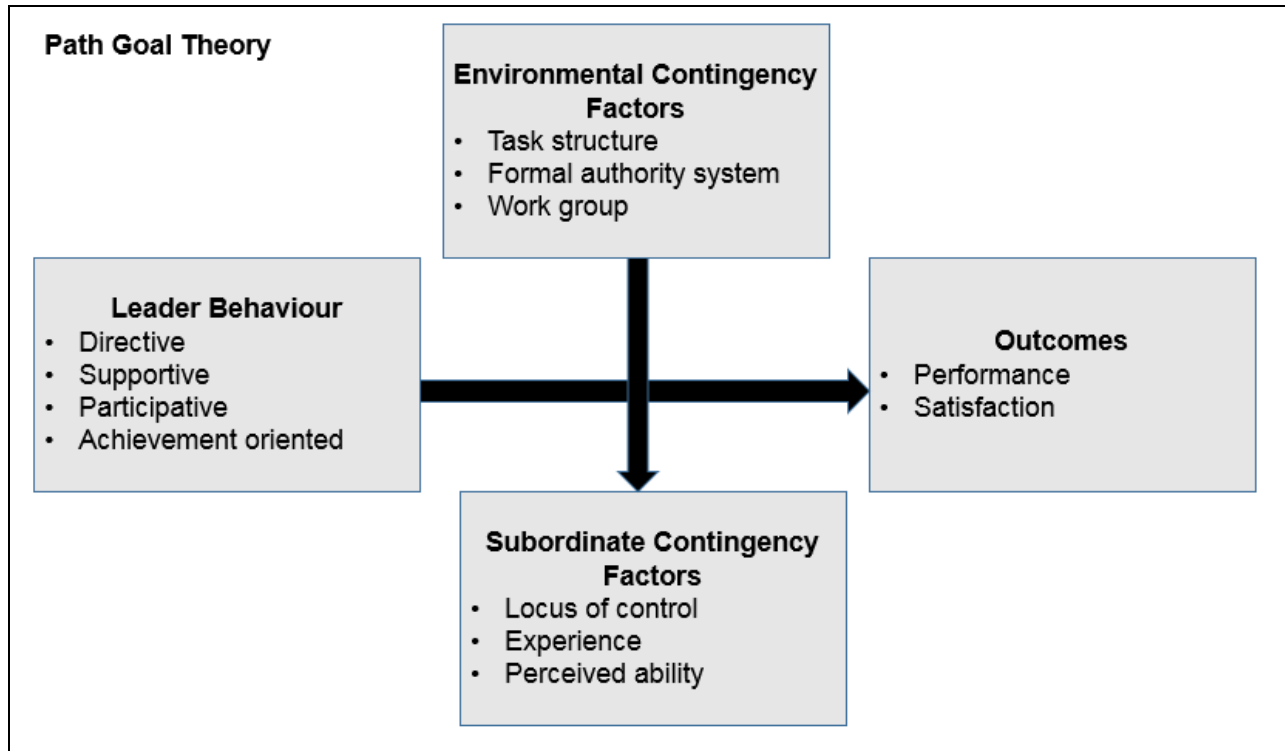 Path Goal Theory
Environmental Contingency
Factors
• Task structure
• Formal authority system
• Work group
Leader Behaviour
• Directive
• Supportive
• Participative
• Achievement oriented
Outcomes
• Performance
• Satisfaction
Subordinate Contingency
Factors
• Locus of control
• Experience
• Perceived ability